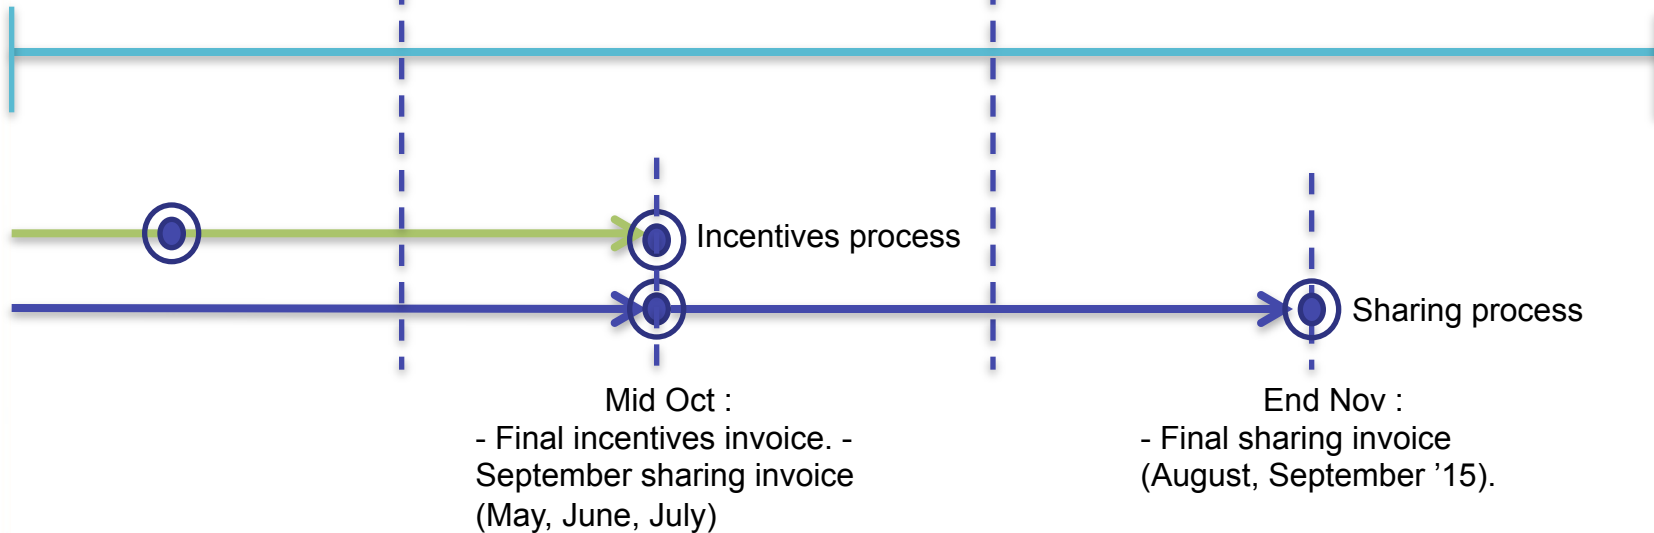 Incentives process
Sharing process
Mid Oct :
- Final incentives invoice. -
September sharing invoice
(May, June, July)
End Nov :
- Final sharing invoice
(August, September ’15).